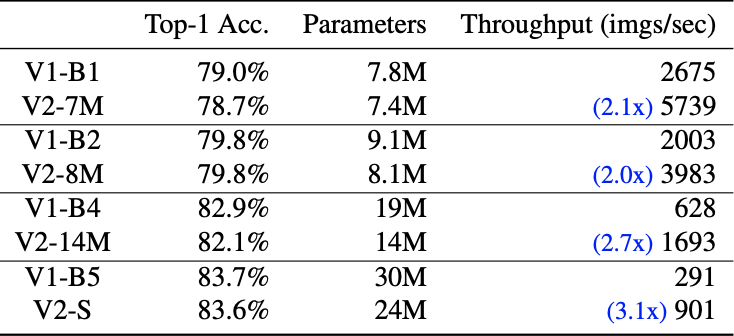 Top-1 Acc. Parameters Throughput (imgs/sec)
V1-B1 79.0% 7.8M 2675
V2-7M 78.7% 7.4M (2.1x) 5739
V1-B2 79.8% 9.1M 2003
V2-8M 79.8% 8.1M (2.0x) 3983
V1-B4 82.9% 19M 628
V2-14M 82.1% 14M (2.7x) 1693
V1-B5 83.7% 30M 291
V2-S 83.6% 24M (3.1x) 901